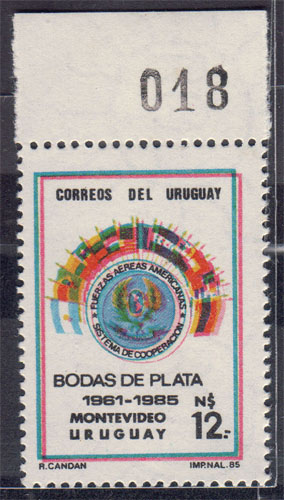 018
CORREOS DEL URUGUAY
FUERZAS AEREAS AMERICANAS
SISTEMA DE COOPERACION
BODAS DE PLATA
1961-1985 N$
MONTEVIDEO 12.-
URUGUAY
R.CANDAN IMP.NAL.85